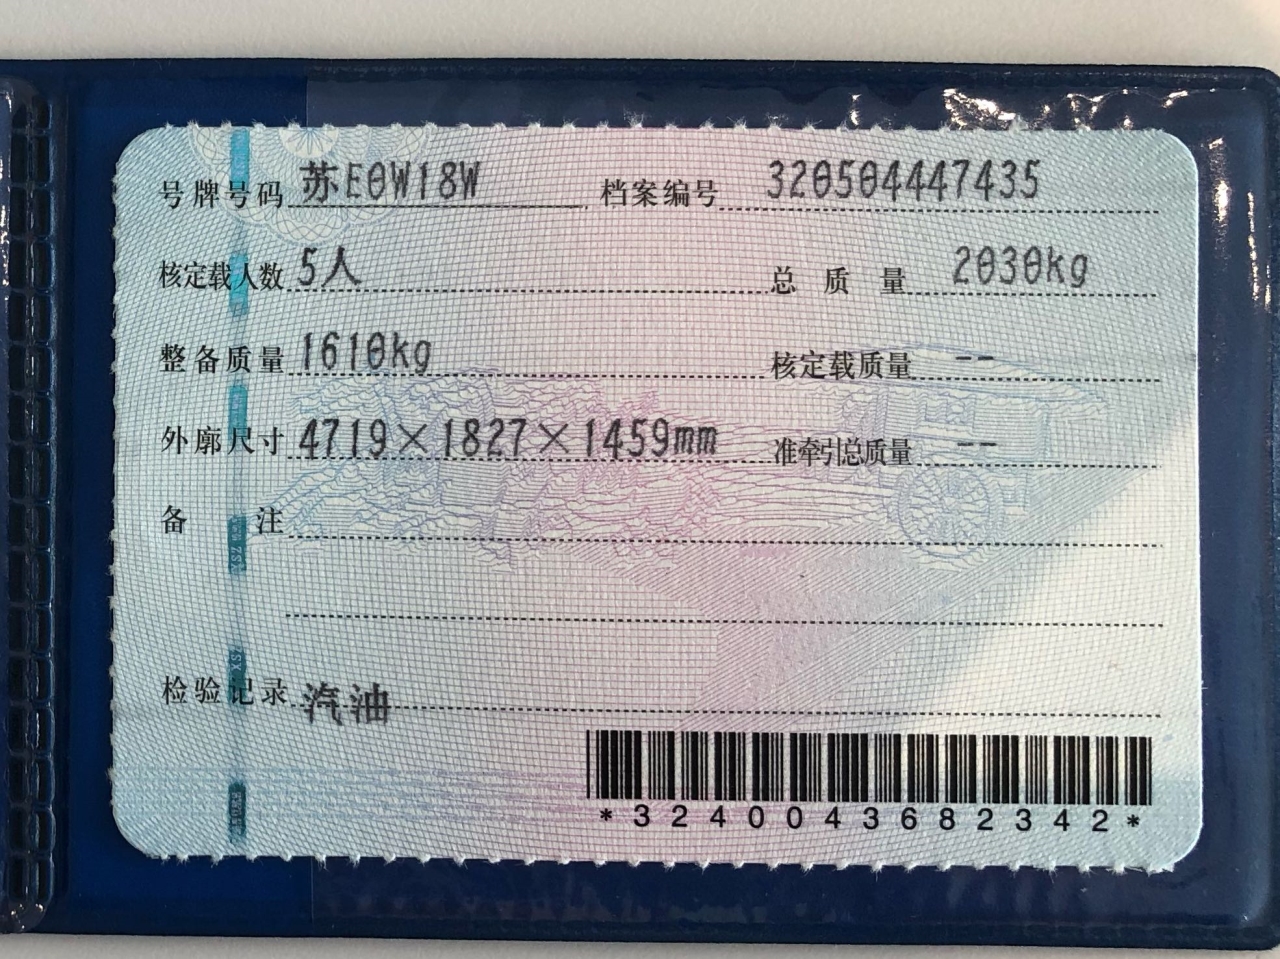 号牌号码 苏E0W18W 档案编号 320504447435
核定载人数 5人 总质量 2030kg
整备质量 1610kg 核定载质量 --
外廓尺寸 4719×1827×1459mm 准牵引总质量 --
备注
检验记录 汽油
*3240043682342*